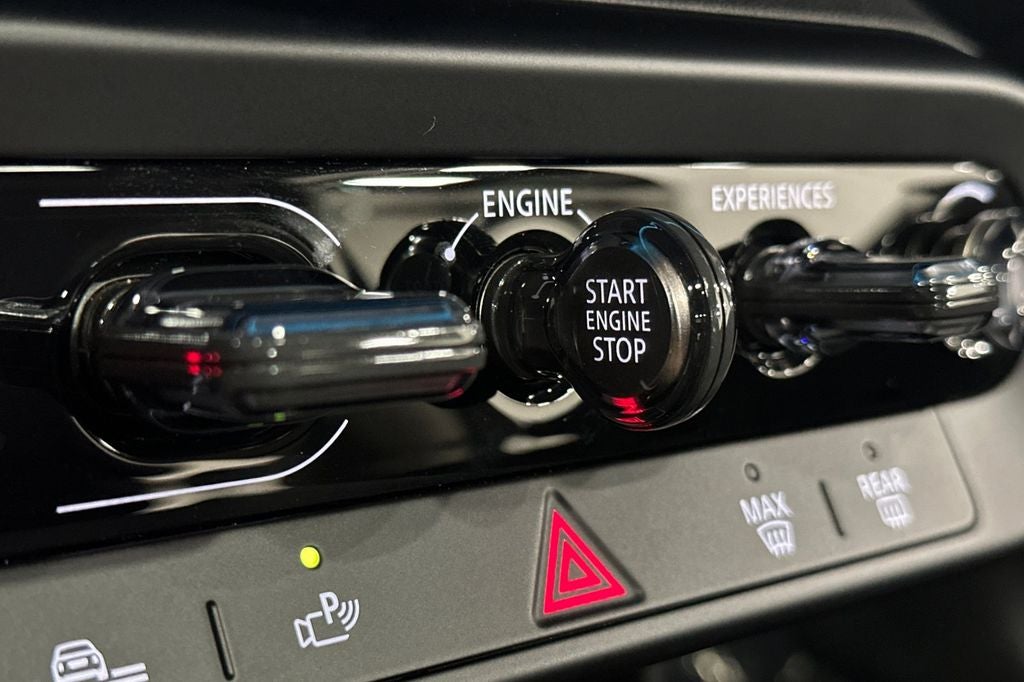 ENGINE
EXPERIENCES
START
ENGINE
STOP
MAX
REAR
P